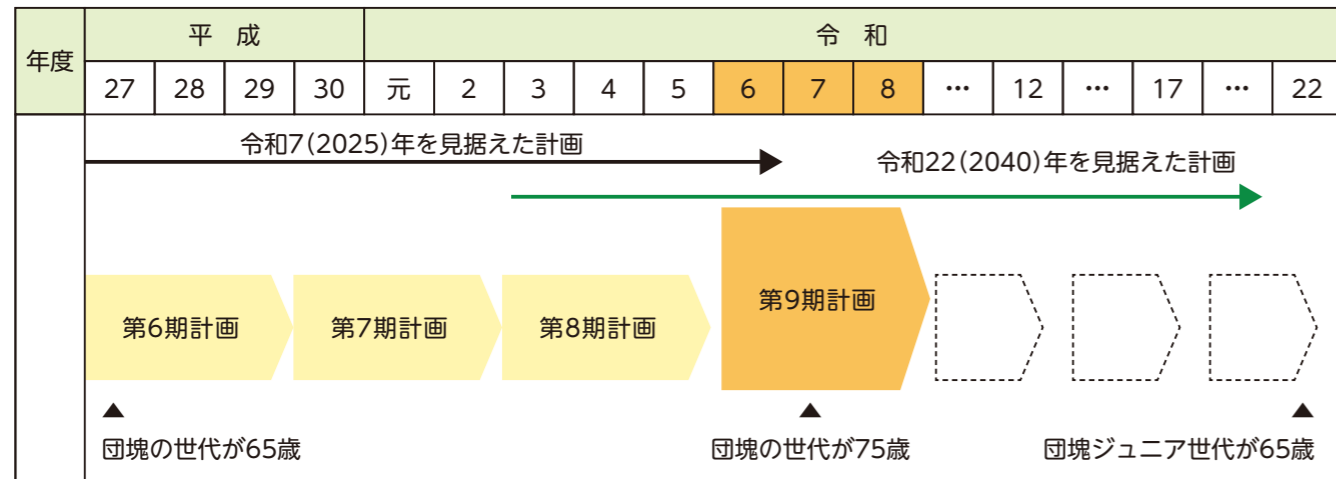 年度
平 成
令 和
27 28 29 30 元 2 3 4 5 6 7 8 … 12 … 17 … 22
令和7(2025)年を見据えた計画
令和22(2040)年を見据えた計画
第6期計画 第7期計画 第8期計画 第9期計画
団塊の世代が65歳 団塊の世代が75歳 団塊ジュニア世代が65歳